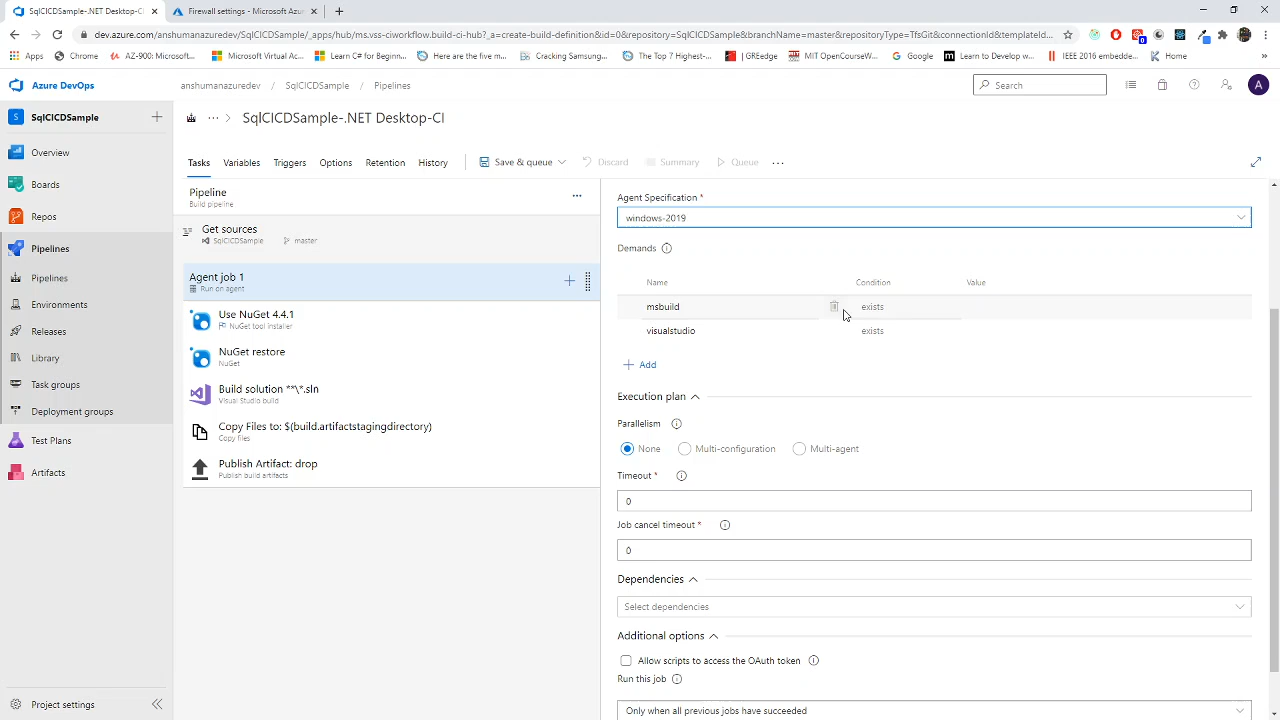 SqlCICDSample-.NET Desktop-CI
Firewall settings - Microsoft Azu
dev.azure.com/anshumanazuredev/SqlCICDSample/_apps/hub/ms.vss-ciworkflow.build-ci-hub?_a=create-build-definition&id=0&repository=SqlCICDSample&branchName=master&repositoryType=TfsGit&connectionId&templateId...
Apps Chrome AZ-900: Microsoft... Microsoft Virtual Ac... Learn C# for Beginn... Here are the five m... Cracking Samsung... The Top 7 Highest-... | GREedge MIT OpenCourseW... Google Learn to Develop w... IEEE 2016 embedde... Home
Azure DevOps
anshumanazuredev / SqlCICDSample / Pipelines
Search
A
S SqlCICDSample
Overview
Boards
Repos
Pipelines
Pipelines
Environments
Releases
Library
Task groups
Deployment groups
Test Plans
Artifacts
Project settings
... > SqlCICDSample-.NET Desktop-CI
Tasks Variables Triggers Options Retention History Save & queue Discard Summary Queue ...
Pipeline
Build pipeline
Get sources
SqlCICDSample master
Agent job 1
Run on agent
Use NuGet 4.4.1
NuGet tool installer
NuGet restore
NuGet
Build solution **\*.sln
Visual Studio build
Copy Files to: $(build.artifactstagingdirectory)
Copy files
Publish Artifact: drop
Publish build artifacts
Agent Specification *
windows-2019
Demands
Name Condition Value
msbuild exists
visualstudio exists
Add
Execution plan
Parallelism
None Multi-configuration Multi-agent
Timeout *
0
Job cancel timeout *
0
Dependencies
Select dependencies
Additional options
Allow scripts to access the OAuth token
Run this job
Only when all previous jobs have succeeded